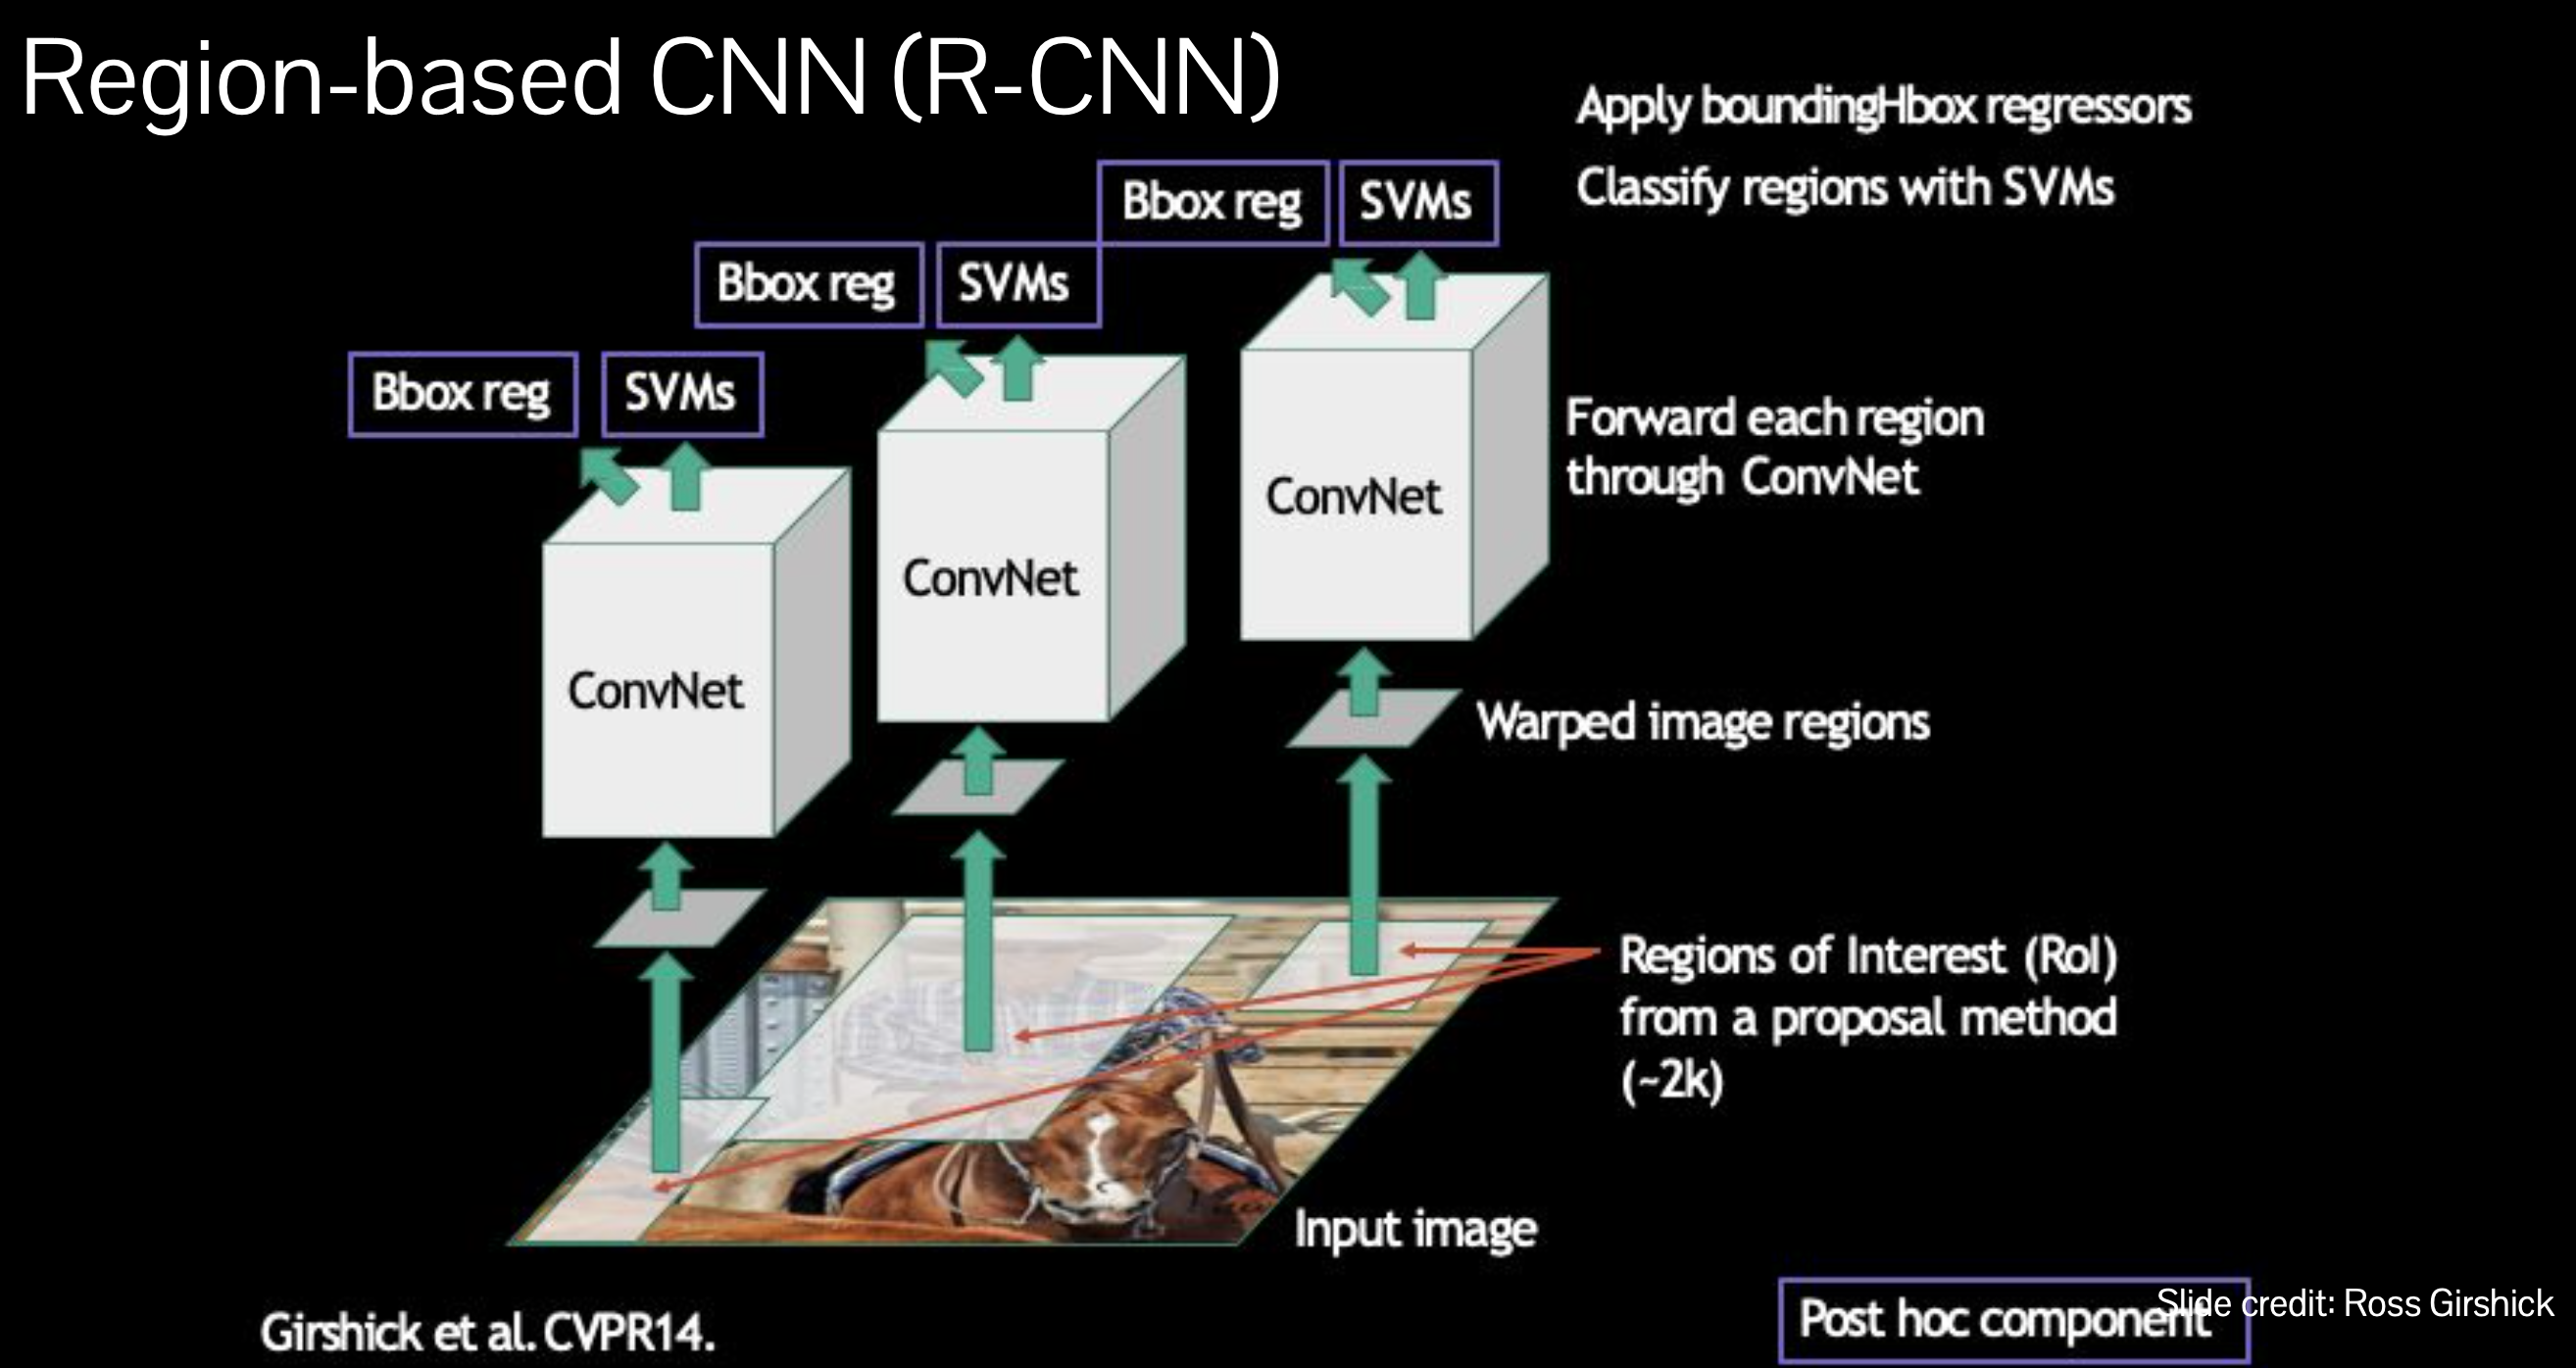 Region-based CNN (R-CNN)
Apply boundingHbox regressors
Bbox reg
SVMs
Classify regions with SVMs
Bbox reg
SVMs
Bbox reg
SVMs
Forward each region
through ConvNet
ConvNet
ConvNet
ConvNet
Warped image regions
Regions of Interest (RoI)
from a proposal method
(~2k)
Input image
Girshick et al. CVPR14.
Post hoc component
Slide credit: Ross Girshick